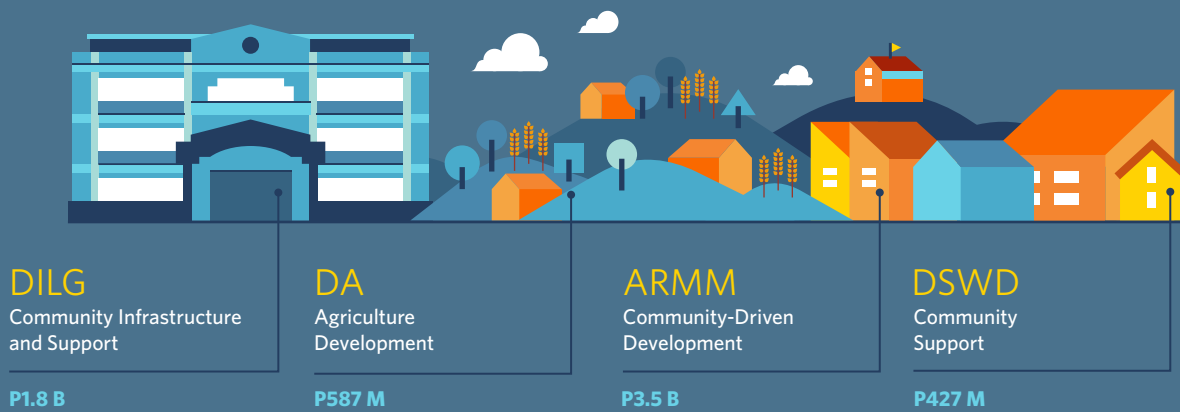 DILG
Community Infrastructure
and Support
P1.8 B
DA
Agriculture
Development
P587 M
ARMM
Community-Driven
Development
P3.5 B
DSWD
Community
Support
P427 M